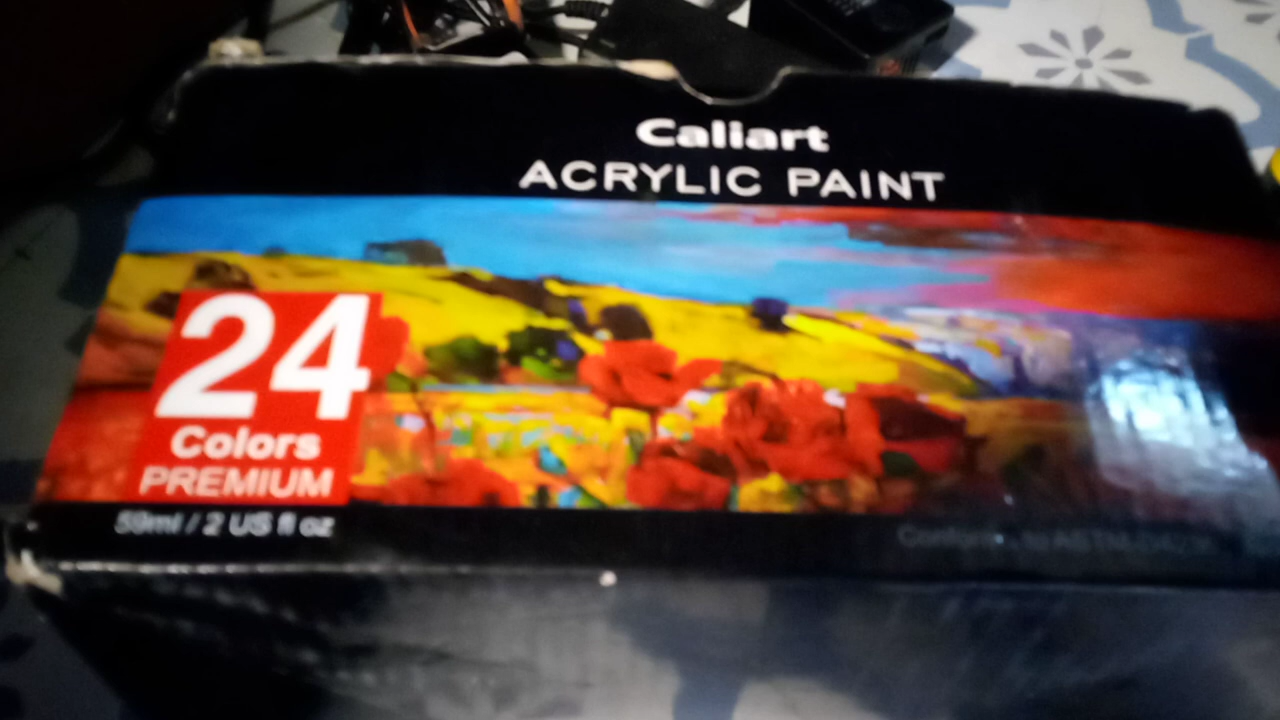 Caliart
ACRYLIC PAINT
24
Colors
PREMIUM
59ml / 2 US fl oz